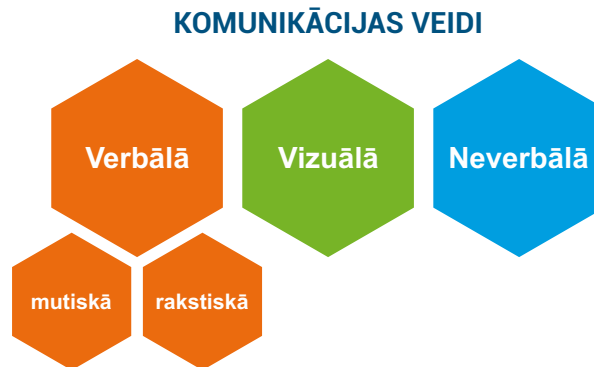 KOMUNIKĀCIJAS VEIDI
Verbālā
Vizuālā
Neverbālā
mutiskā
rakstiskā